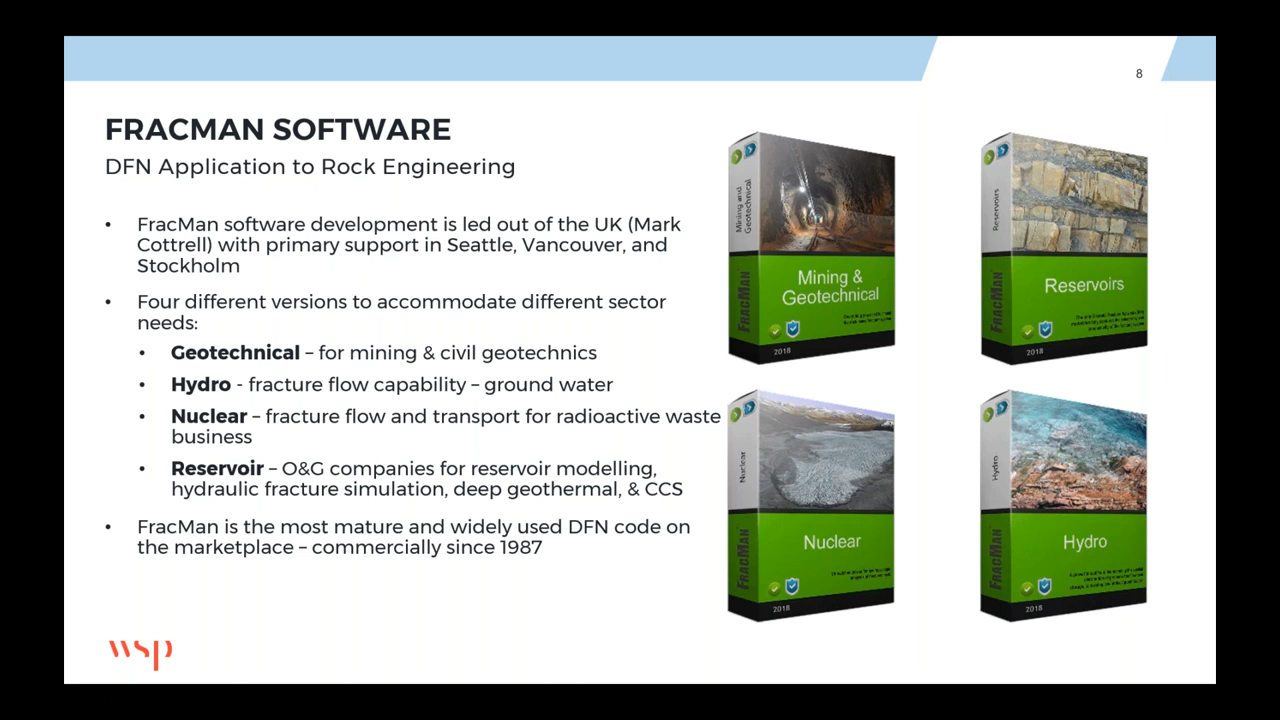 8
FRACMAN SOFTWARE
DFN Application to Rock Engineering
• FracMan software development is led out of the UK (Mark
Cottrell) with primary support in Seattle, Vancouver, and
Stockholm
• Four different versions to accommodate different sector
needs:
• Geotechnical – for mining & civil geotechnics
• Hydro - fracture flow capability – ground water
• Nuclear – fracture flow and transport for radioactive waste
business
• Reservoir – O&G companies for reservoir modelling,
hydraulic fracture simulation, deep geothermal, & CCS
• FracMan is the most mature and widely used DFN code on
the marketplace – commercially since 1987
Mining and
Geotechnical
FRACMAN
Mining &
Geotechnical
2018
Reservoirs
FRACMAN
Reservoirs
2018
Nuclear
FRACMAN
Nuclear
2018
Hydro
FRACMAN
Hydro
2018
wsp